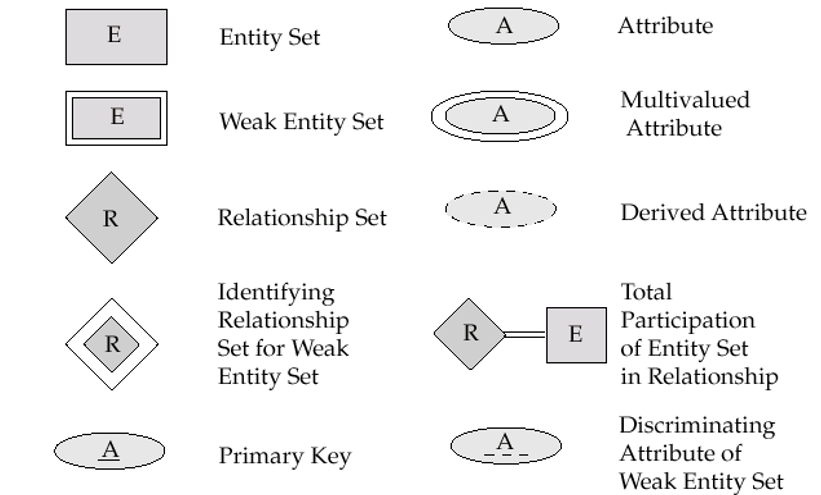 E
Entity Set
A
Attribute
E
Weak Entity Set
A
Multivalued
Attribute
R
Relationship Set
A
Derived Attribute
R
Identifying
Relationship
Set for Weak
Entity Set
R
E
Total
Participation
of Entity Set
in Relationship
A
Primary Key
A
Discriminating
Attribute of
Weak Entity Set